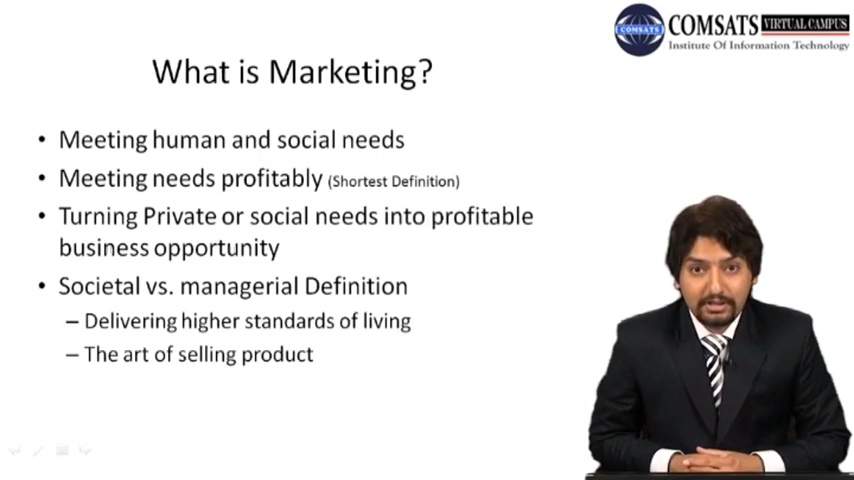 COMSATS VIRTUAL CAMPUS
COMSATS
Institute Of Information Technology
What is Marketing?
• Meeting human and social needs
• Meeting needs profitably (Shortest Definition)
• Turning Private or social needs into profitable
business opportunity
• Societal vs. managerial Definition
– Delivering higher standards of living
– The art of selling product